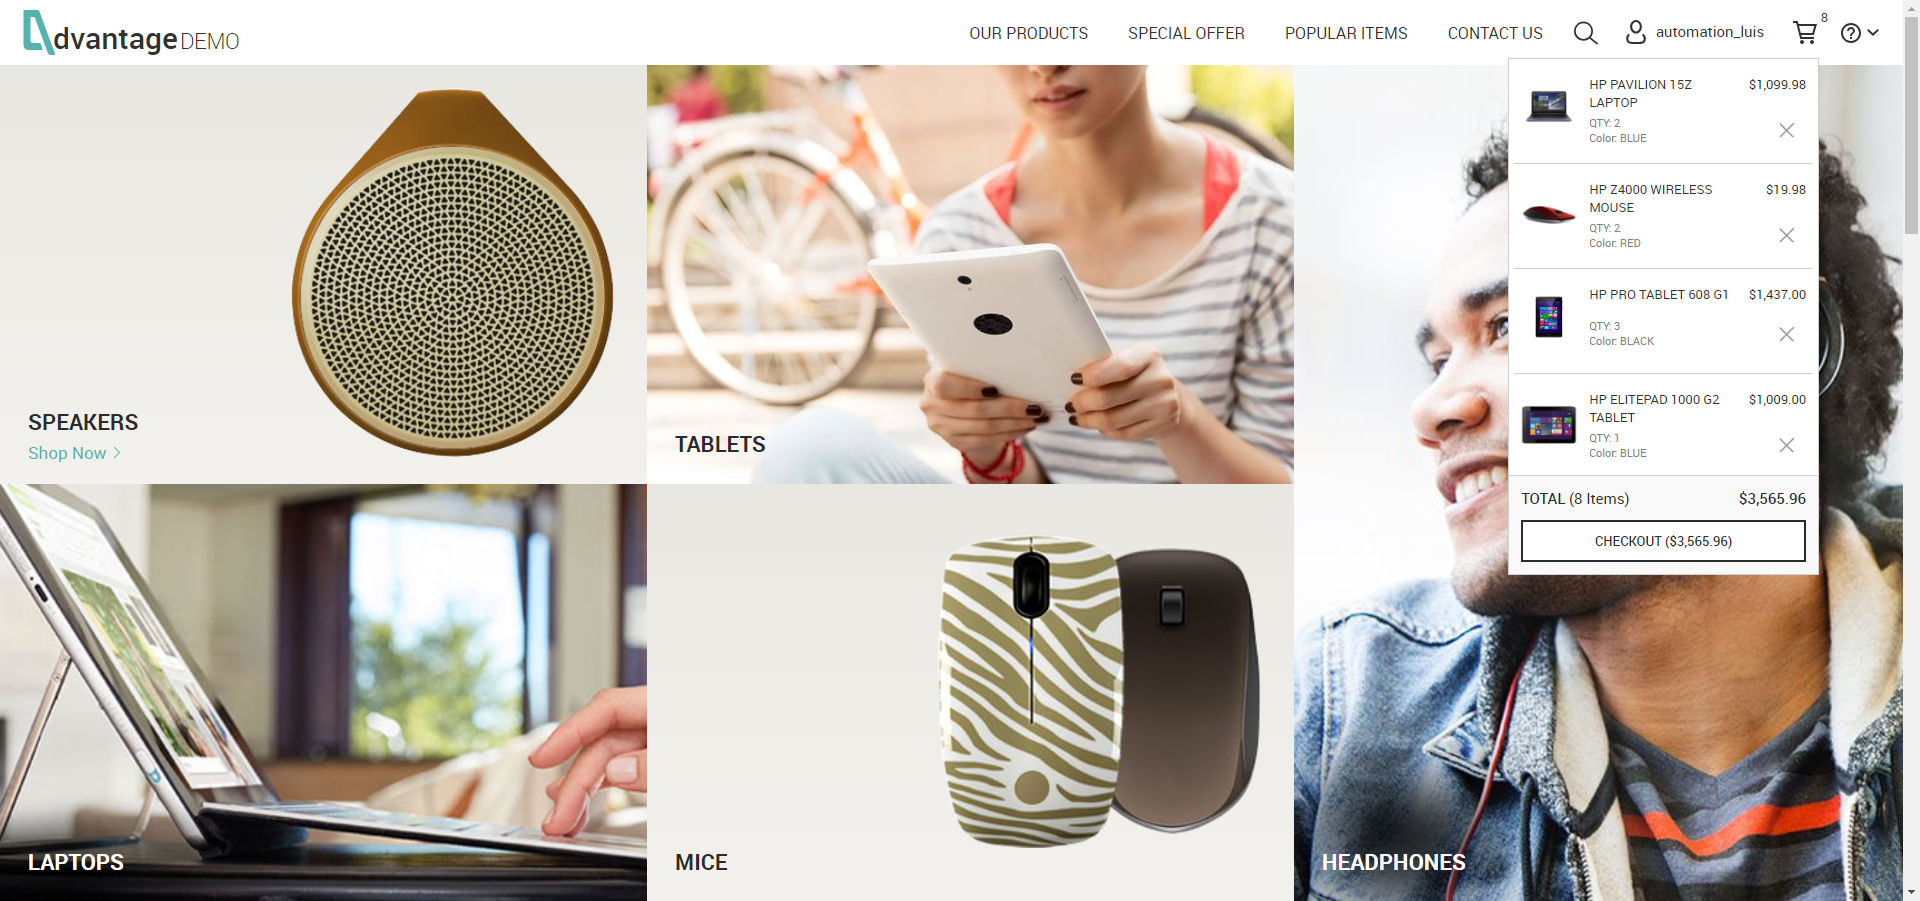 dvantage DEMO
OUR PRODUCTS
SPECIAL OFFER
POPULAR ITEMS
CONTACT US
automation_luis
8
HP PAVILION 15Z $1,099.98
LAPTOP
QTY: 2
Color: BLUE
HP Z4000 WIRELESS $19.98
MOUSE
QTY: 2
Color: RED
HP PRO TABLET 608 G1 $1,437.00
QTY: 3
Color: BLACK
HP ELITEPAD 1000 G2 $1,009.00
TABLET
QTY: 1
Color: BLUE
TOTAL (8 Items) $3,565.96
CHECKOUT ($3,565.96)
SPEAKERS
Shop Now
TABLETS
LAPTOPS
MICE
HEADPHONES